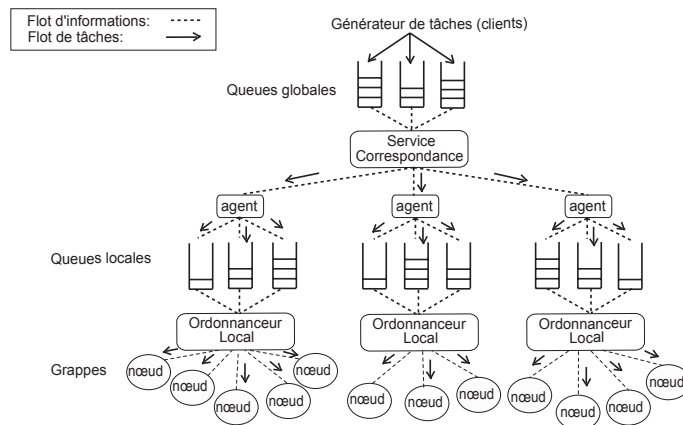 Flot d'informations:
Flot de tâches:
Générateur de tâches (clients)
Queues globales
Service
Correspondance
agent
agent
agent
Queues locales
Ordonnanceur
Local
Ordonnanceur
Local
Ordonnanceur
Local
Grappes
nœud
nœud
nœud
nœud
nœud
nœud
nœud
nœud
nœud
nœud
nœud
nœud